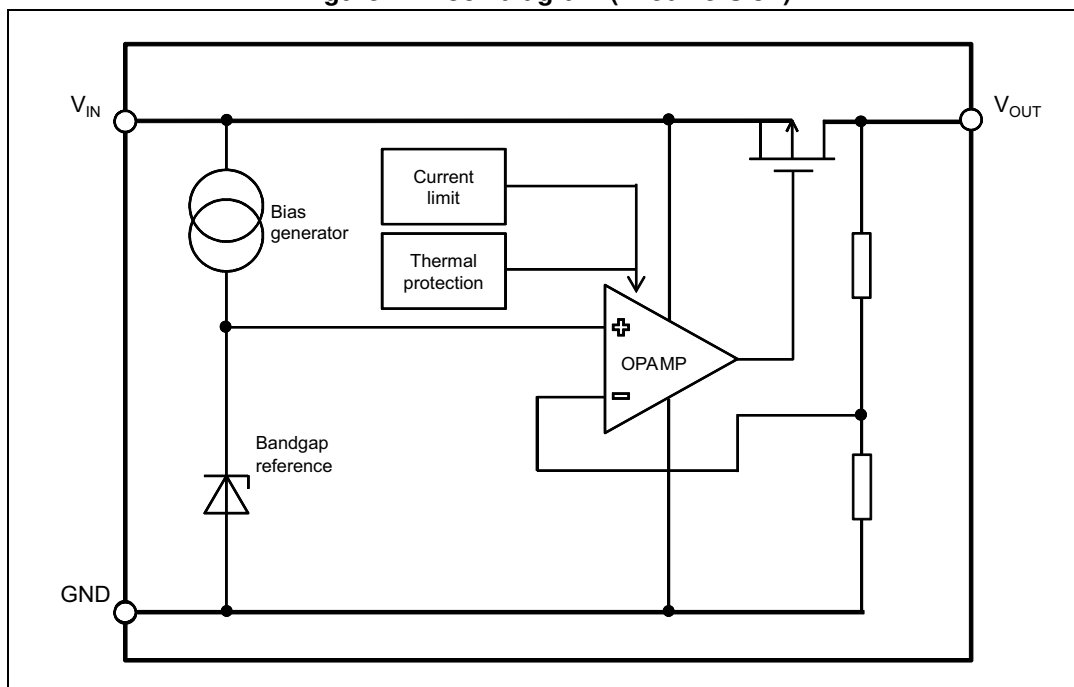 V_IN
V_OUT
Current
limit
Bias
generator
Thermal
protection
+
OPAMP
-
Bandgap
reference
GND